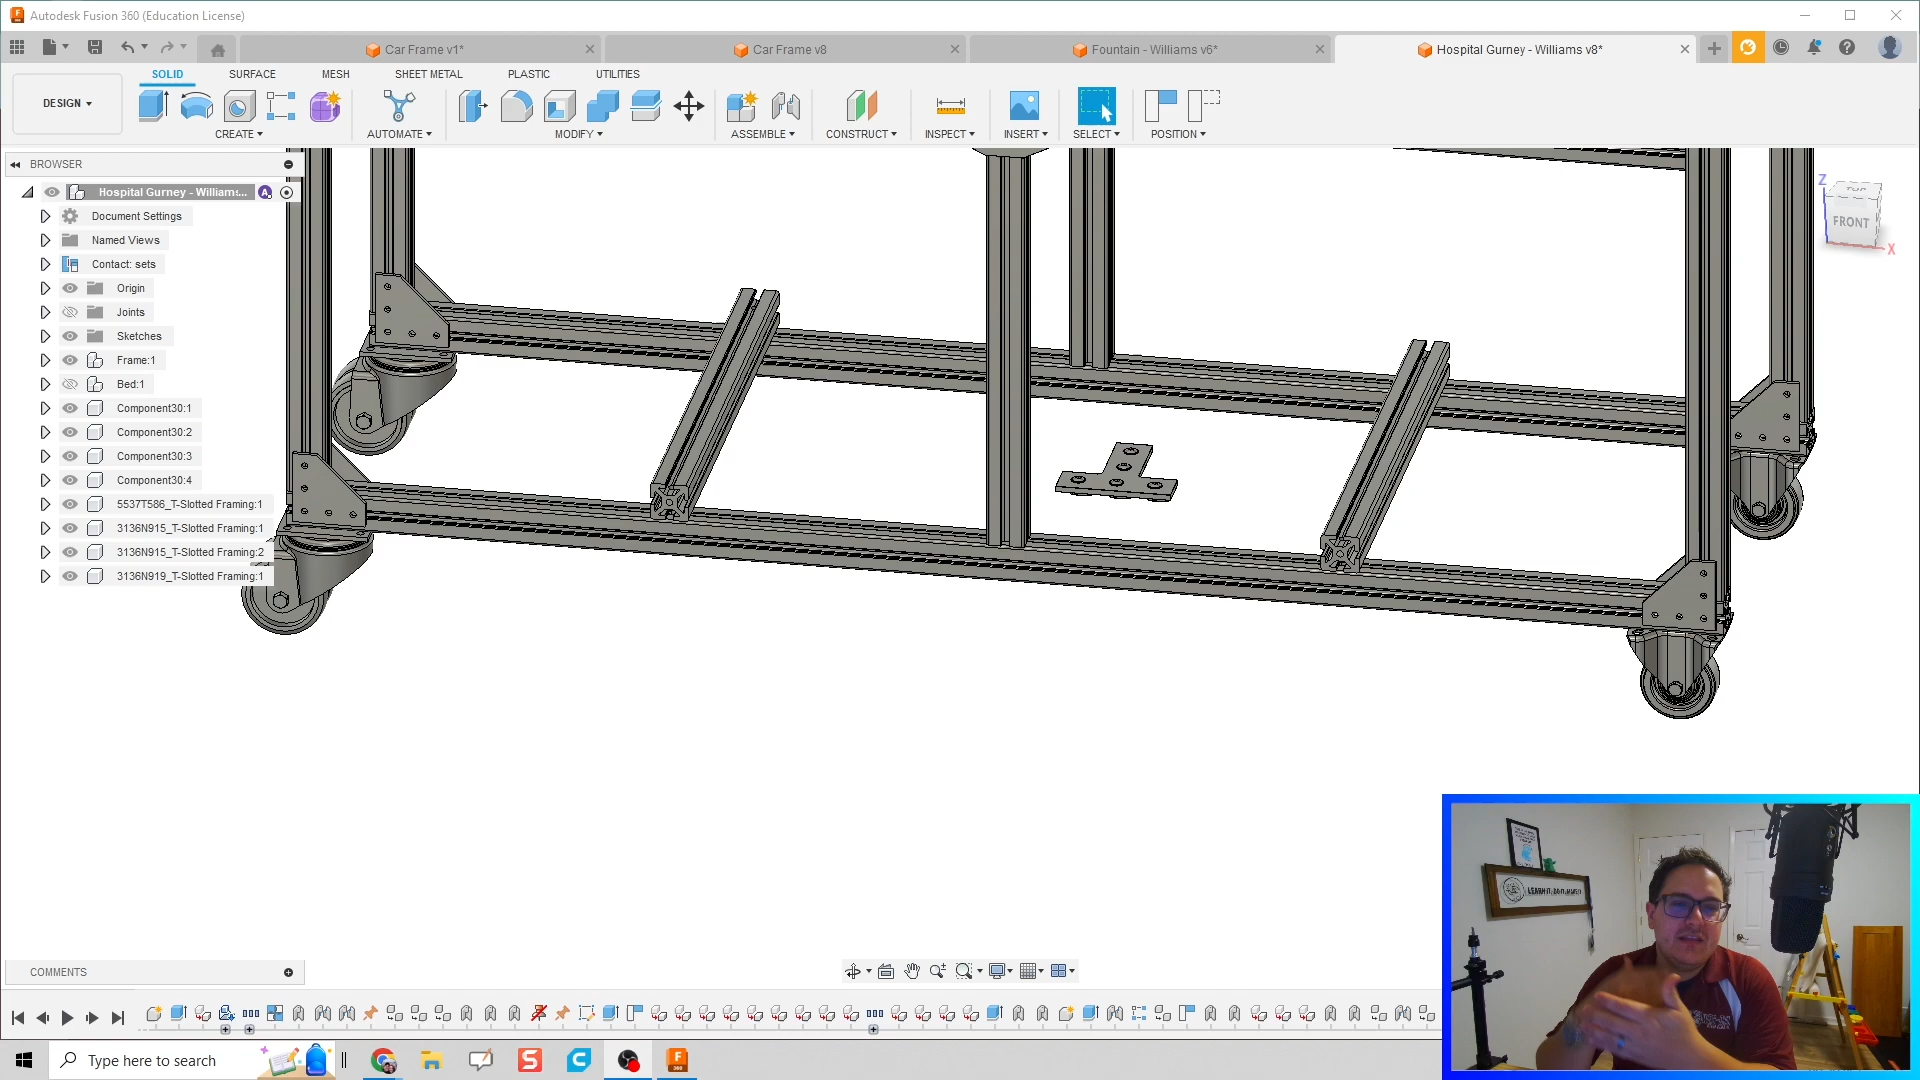 Autodesk Fusion 360 (Education License)
Car Frame v1*
Car Frame v8
Fountain - Williams v6*
Hospital Gurney - Williams v8*
SOLID
SURFACE
MESH
SHEET METAL
PLASTIC
UTILITIES
DESIGN
CREATE
AUTOMATE
MODIFY
ASSEMBLE
CONSTRUCT
INSPECT
INSERT
SELECT
POSITION
BROWSER
Hospital Gurney - Williams...
Document Settings
Named Views
Contact: sets
Origin
Joints
Sketches
Frame:1
Bed:1
Component30:1
Component30:2
Component30:3
Component30:4
5537T586_T-Slotted Framing:1
3136N915_T-Slotted Framing:1
3136N915_T-Slotted Framing:2
3136N919_T-Slotted Framing:1
Z
TOP
FRONT
X
COMMENTS
Type here to search